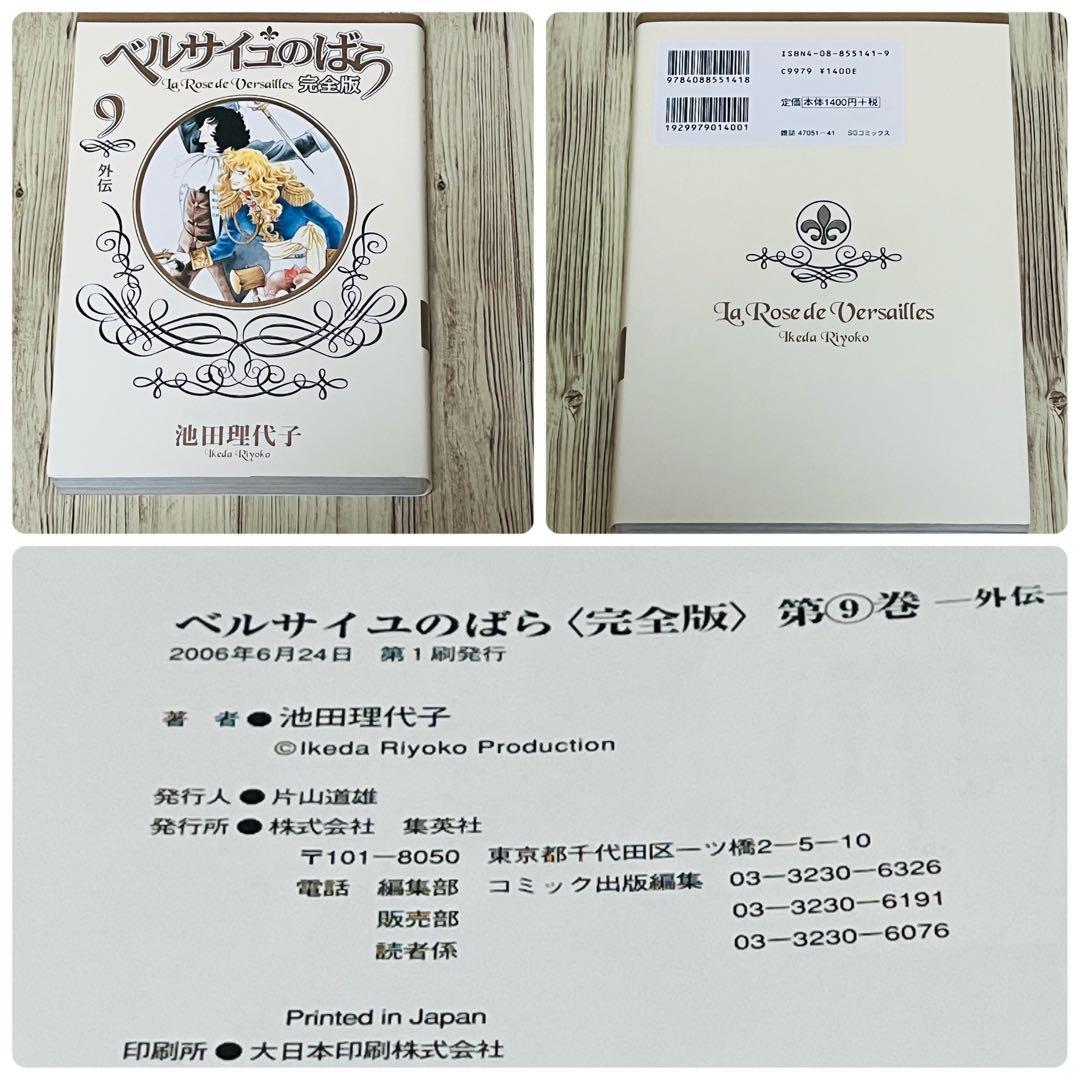 ベルサイユのばら
La Rose de Versailles 完全版
9
外伝
池田理代子
Ikeda Riyoko
ISBN4-08-855141-9
C9979 ¥1400E
9784088551418
定価 本体1400円+税
1929979014001
雑誌 47051-41 SGコミックス
La Rose de Versailles
Ikeda Riyoko
ベルサイユのばら〈完全版〉 第⑨巻 ―外伝―
2006年6月24日 第1刷発行
著 者●池田理代子
©Ikeda Riyoko Production
発行人●片山道雄
発行所●株式会社 集英社
〒101-8050 東京都千代田区一ツ橋2-5-10
電話 編集部 コミック出版編集 03-3230-6326
販売部 03-3230-6191
読者係 03-3230-6076
Printed in Japan
印刷所●大日本印刷株式会社